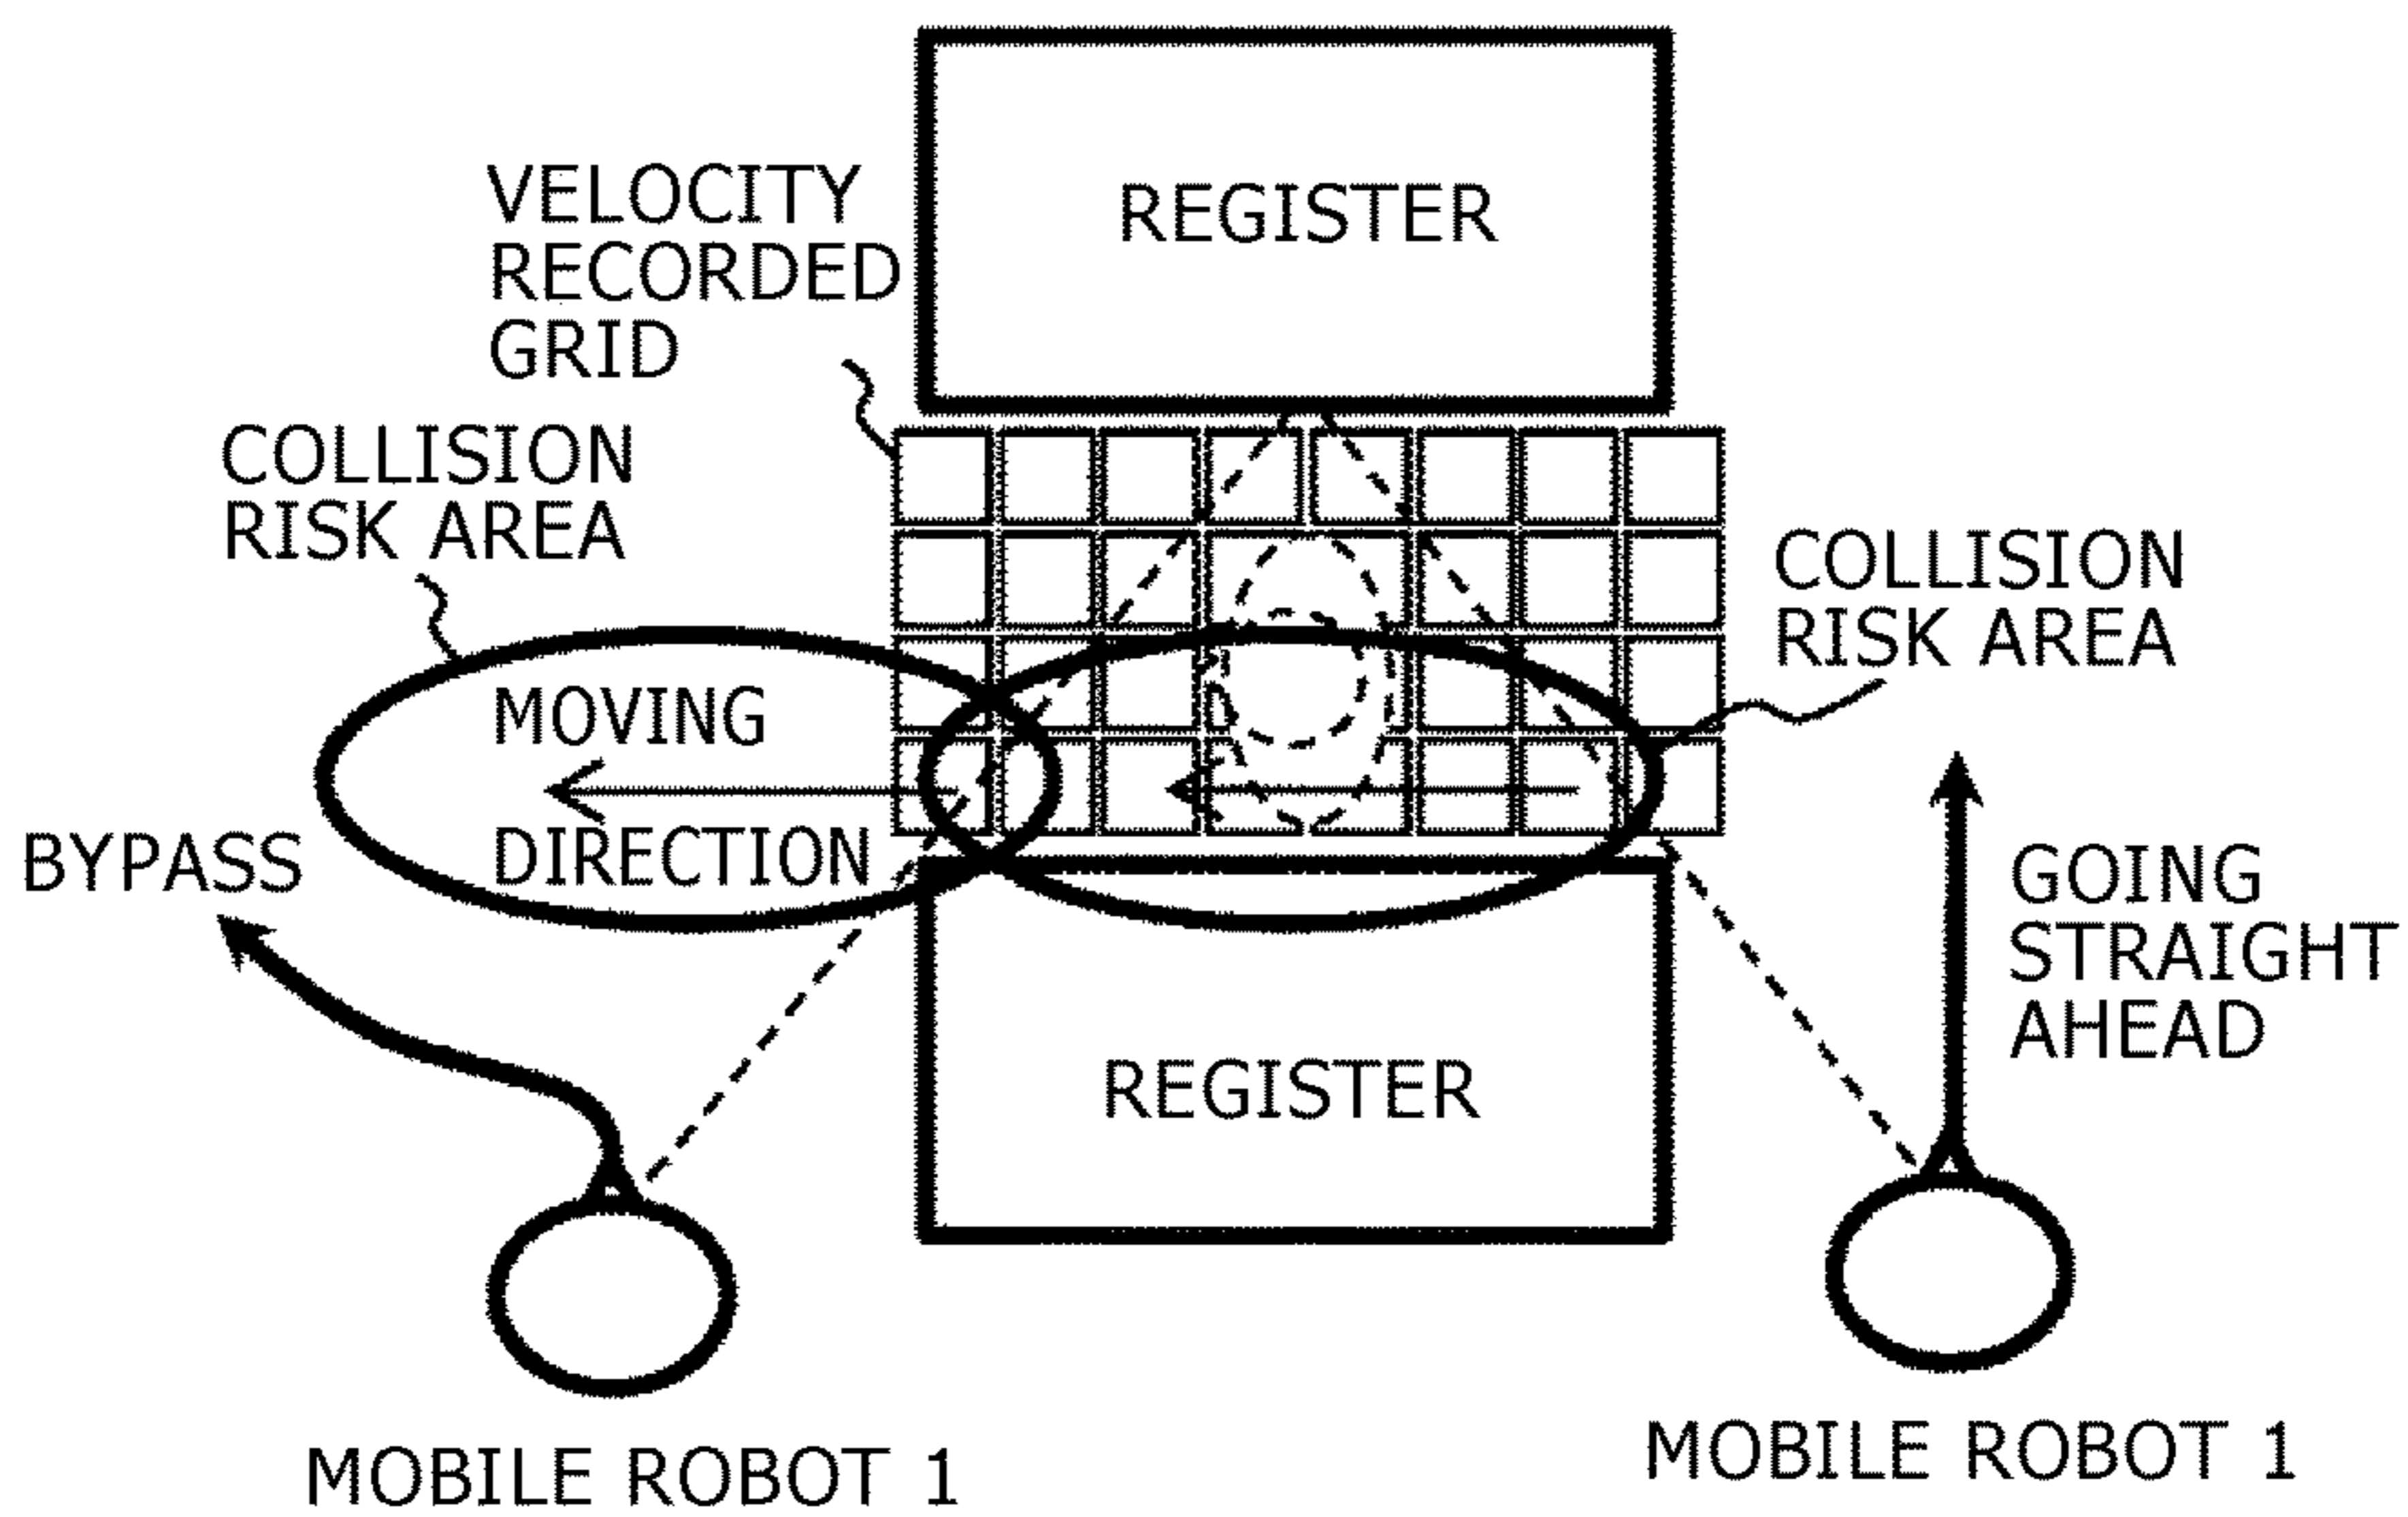 REGISTER
VELOCITY
RECORDED
GRID
COLLISION
RISK AREA
COLLISION
RISK AREA
MOVING
DIRECTION
BYPASS
GOING
STRAIGHT
AHEAD
REGISTER
MOBILE ROBOT 1
MOBILE ROBOT 1